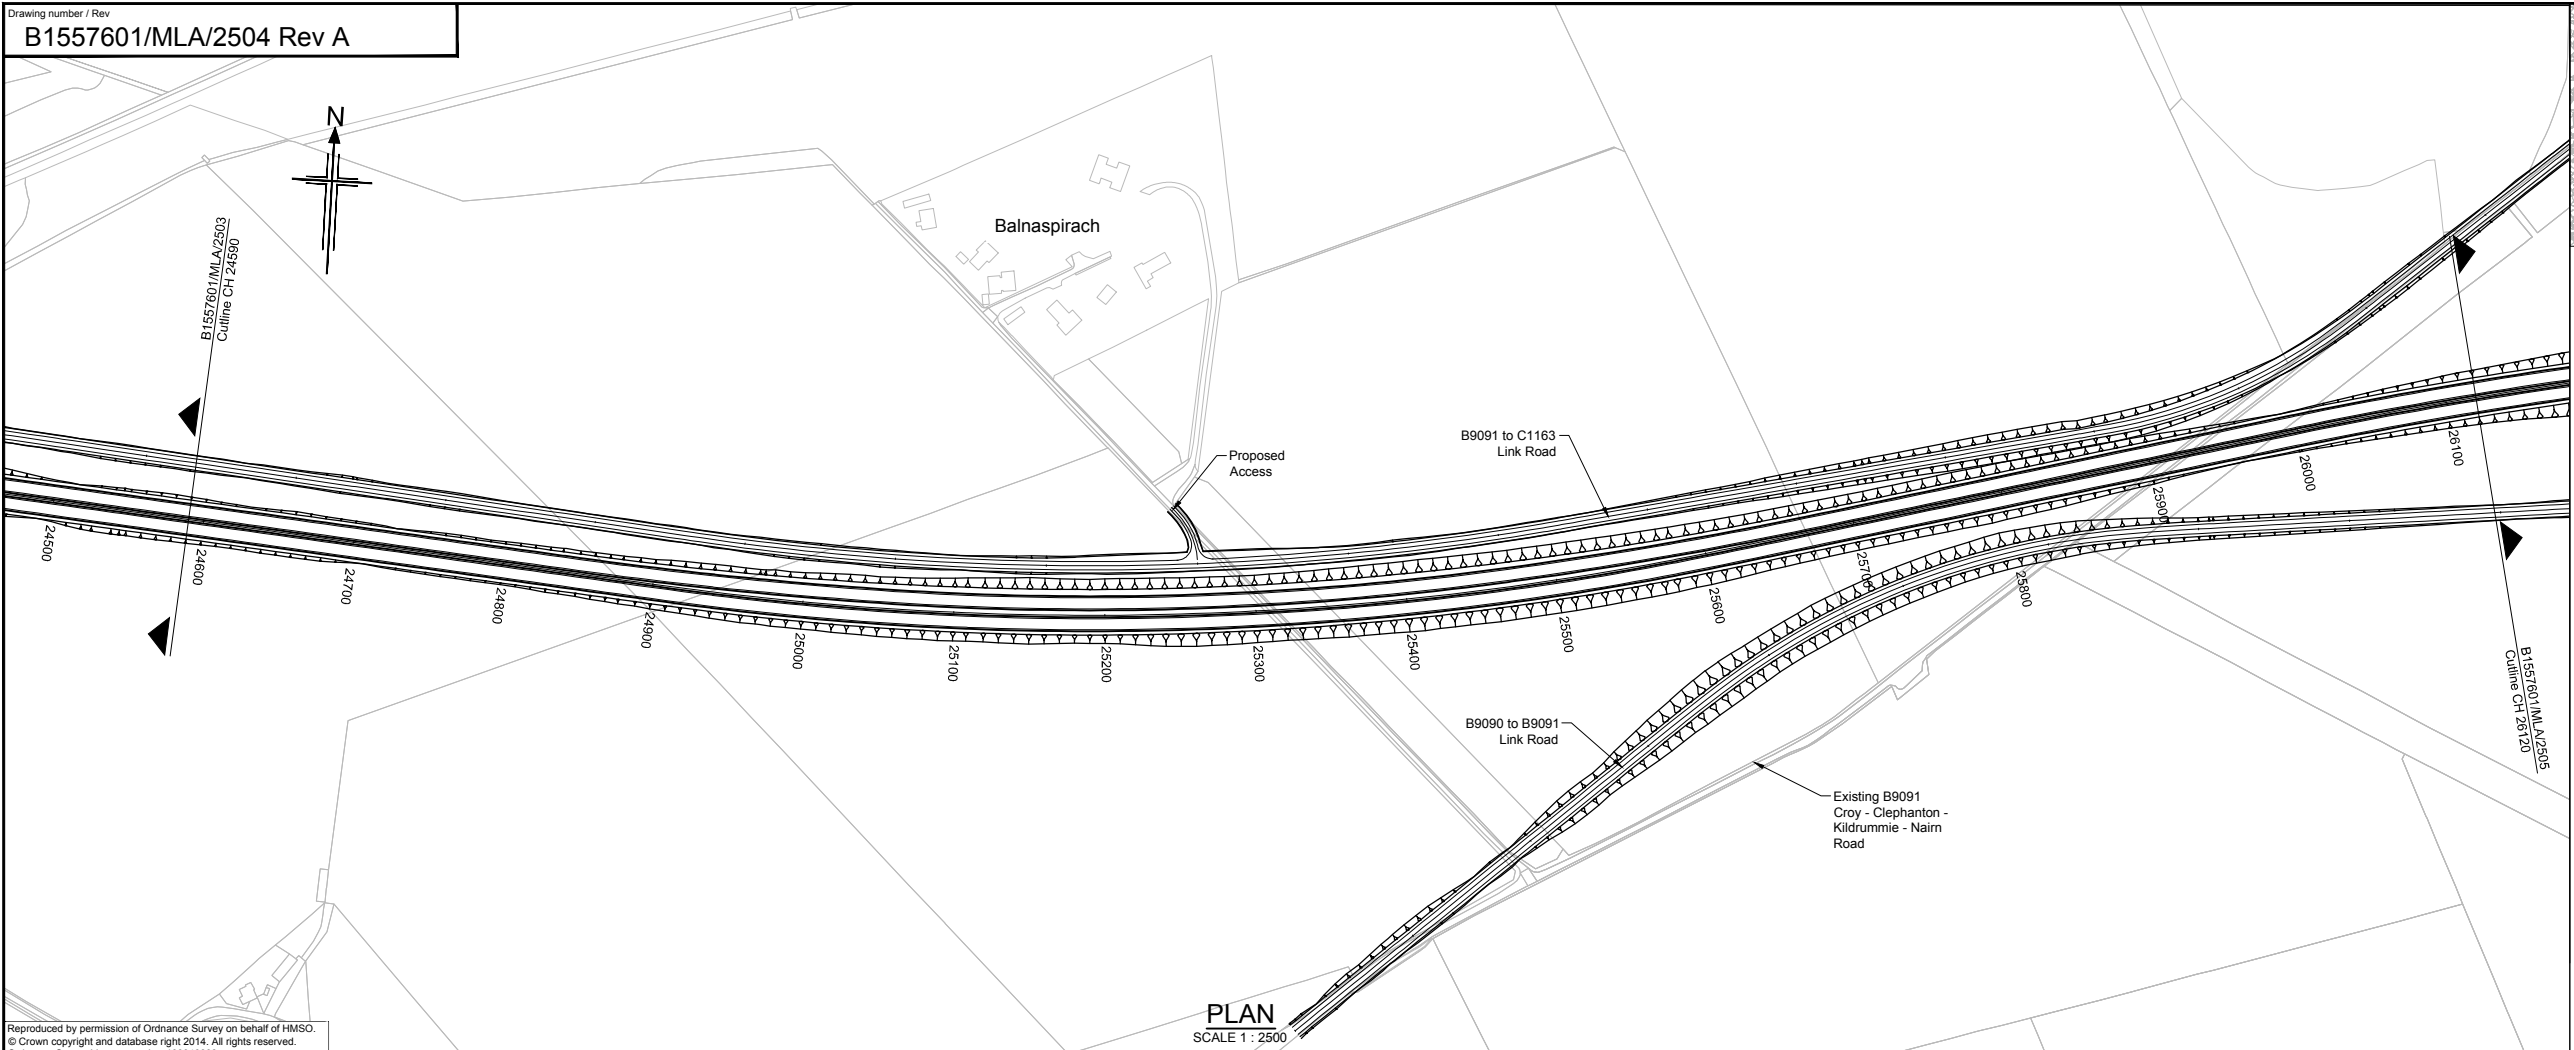 Drawing number / Rev
B1557601/MLA/2504 Rev A
N
B1557601/MLA/2503
Cutline CH 24590
Balnaspirach
Proposed
Access
B9091 to C1163
Link Road
24500
24600
24700
24800
24900
25000
25100
25200
25300
25400
25500
25600
25700
25800
25900
26000
26100
B9090 to B9091
Link Road
Existing B9091
Croy - Clephanton -
Kildrummie - Nairn
Road
B1557601/MLA/2505
Cutline CH 26120
PLAN
SCALE 1 : 2500
Reproduced by permission of Ordnance Survey on behalf of HMSO.
© Crown copyright and database right 2014. All rights reserved.